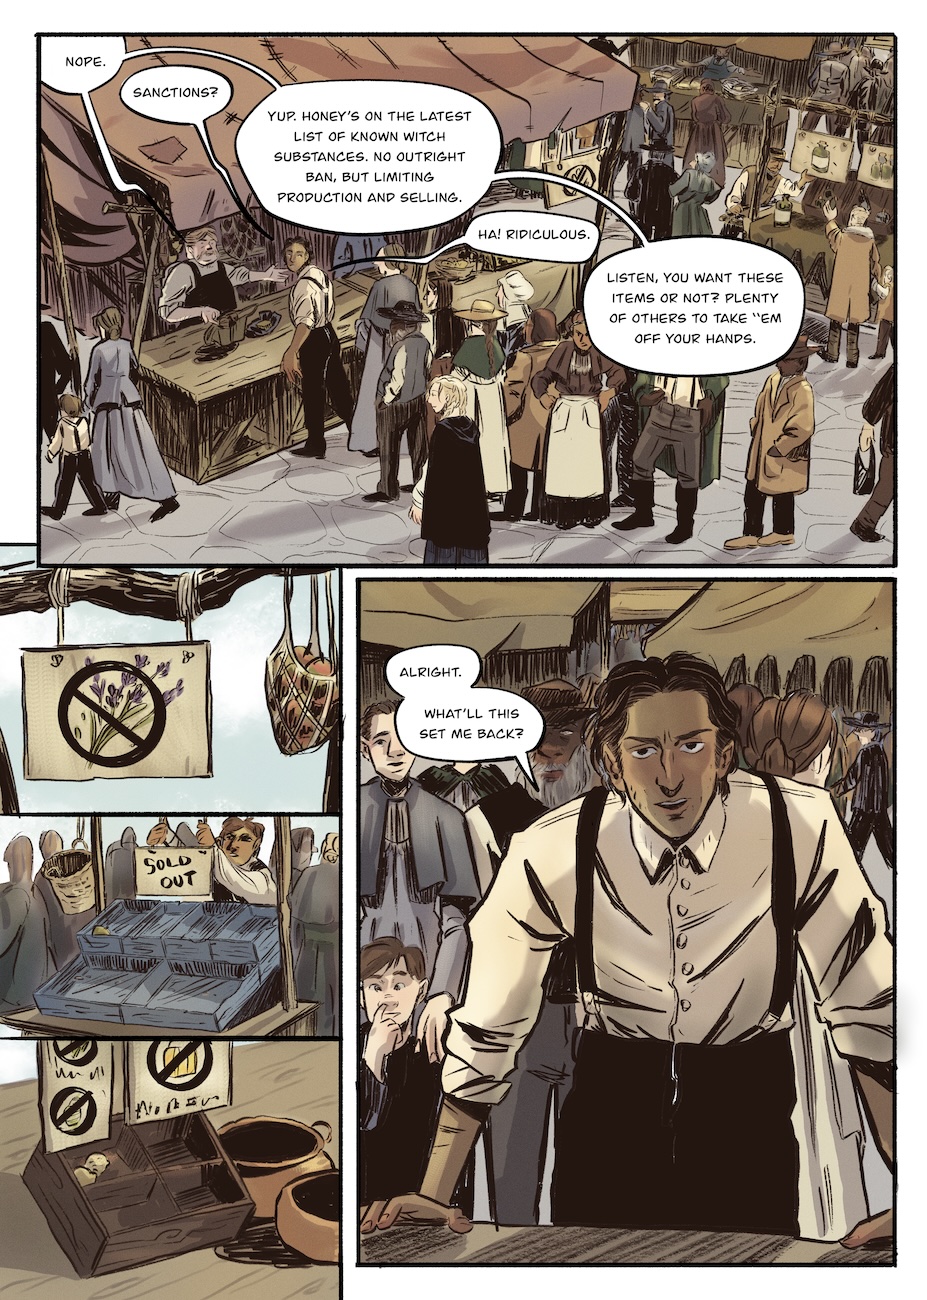 NOPE.
SANCTIONS?
YUP. HONEY'S ON THE LATEST
LIST OF KNOWN WITCH
SUBSTANCES. NO OUTRIGHT
BAN, BUT LIMITING
PRODUCTION AND SELLING.
HA! RIDICULOUS.
LISTEN, YOU WANT THESE
ITEMS OR NOT? PLENTY
OF OTHERS TO TAKE ‘‘EM
OFF YOUR HANDS.
SOLD
OUT
ALRIGHT.
WHAT'LL THIS
SET ME BACK?